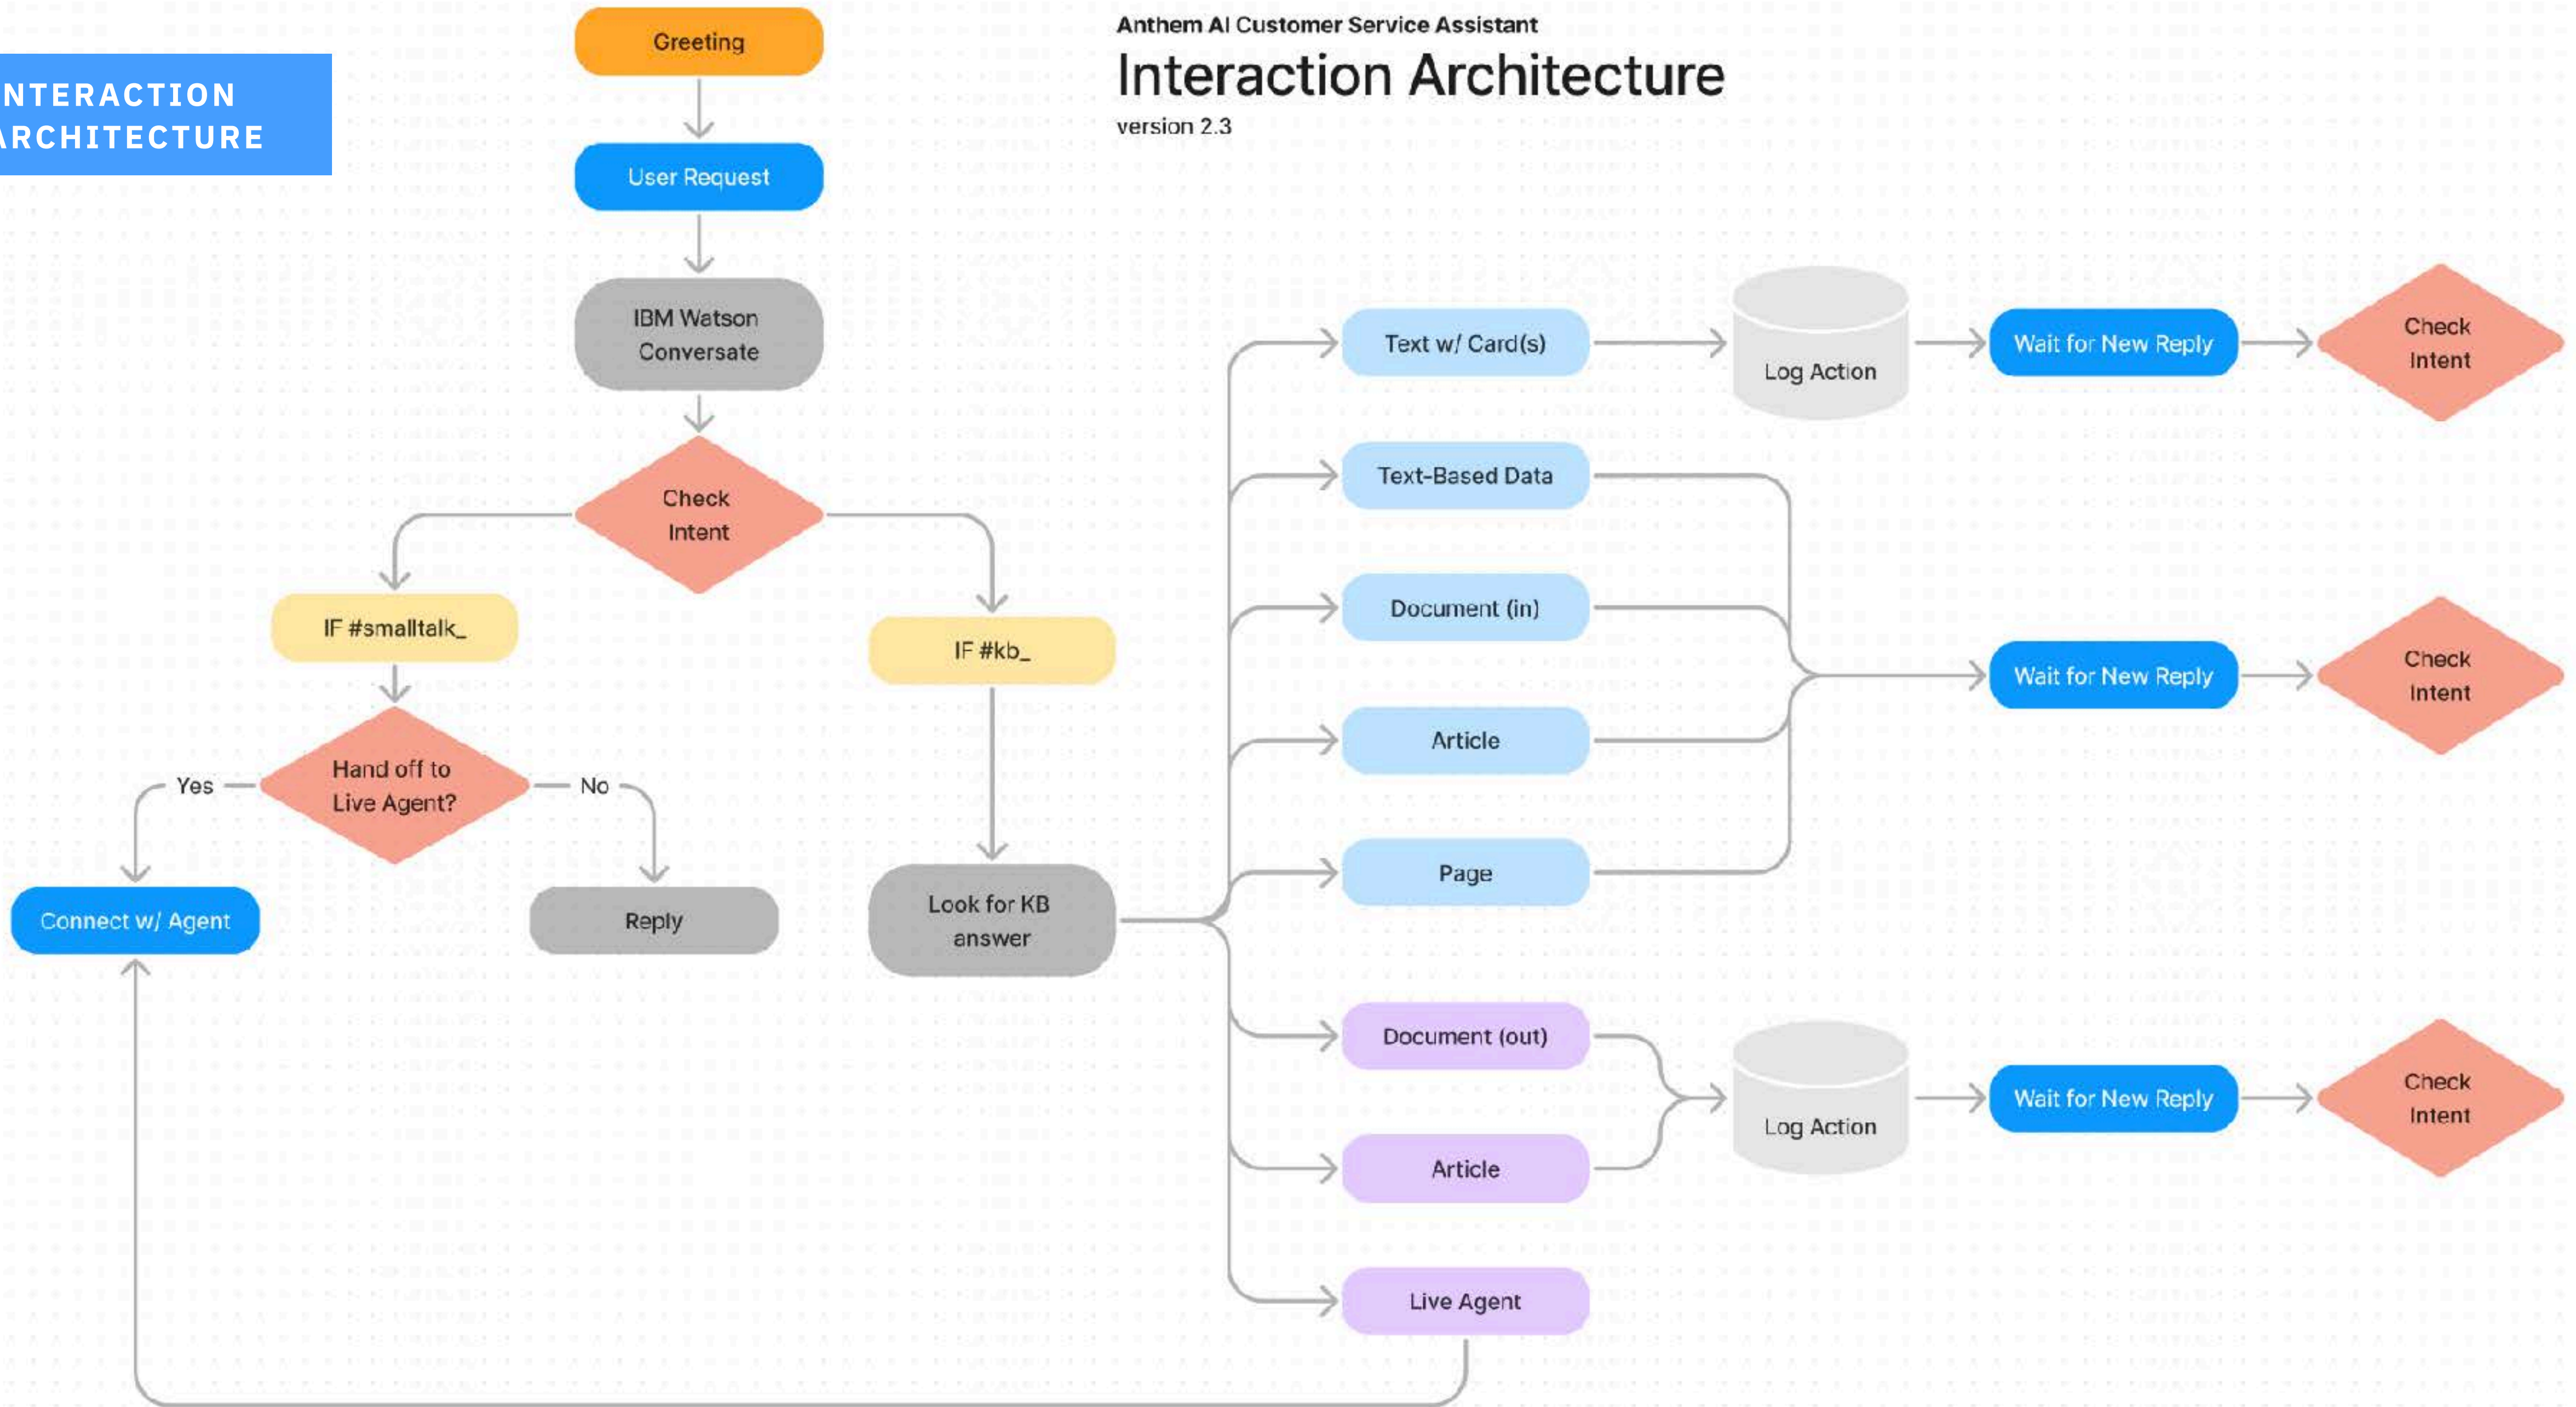 NTERACTION
ARCHITECTURE
Anthem AI Customer Service Assistant
Interaction Architecture
version 2.3
Greeting
User Request
IBM Watson
Conversate
Check
Intent
IF #smalltalk_
IF #kb_
Hand off to
Live Agent?
Yes
No
Connect w/ Agent
Reply
Look for KB
answer
Text w/ Card(s)
Log Action
Wait for New Reply
Check
Intent
Text-Based Data
Document (in)
Article
Page
Wait for New Reply
Check
Intent
Document (out)
Article
Log Action
Wait for New Reply
Check
Intent
Live Agent